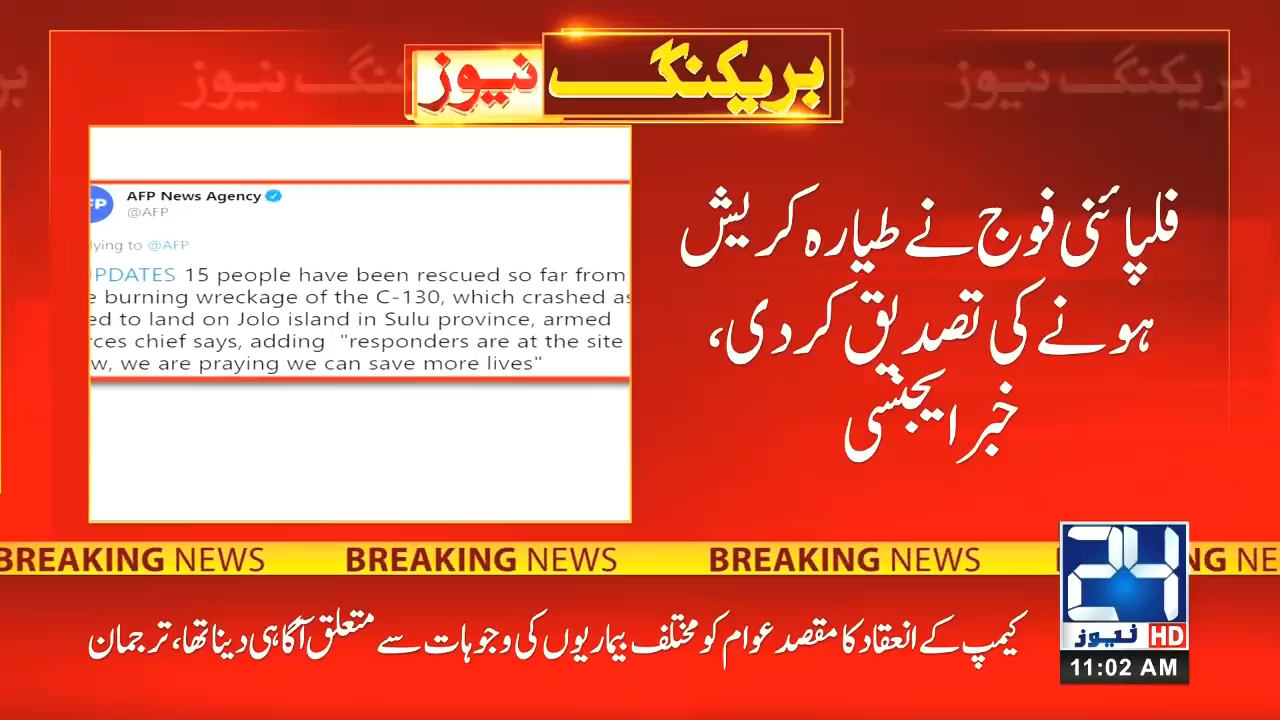 بریکنگ نیوز
AFP News Agency
@AFP
lying to @AFP
PDATES 15 people have been rescued so far from
e burning wreckage of the C-130, which crashed as
ed to land on Jolo island in Sulu province, armed
rces chief says, adding "responders are at the site
w, we are praying we can save more lives"
فلپائنی فوج نے طیارہ کریش
ہونے کی تصدیق کردی،
خبرایجنسی
BREAKING NEWS BREAKING NEWS BREAKING NEWS NG NE
24
نیوز HD
11:02 AM
کیمپ کے انعقاد کا مقصد عوام کو مختلف بیماریوں کی وجوہات سے متعلق آگاہی دینا تھا، ترجمان